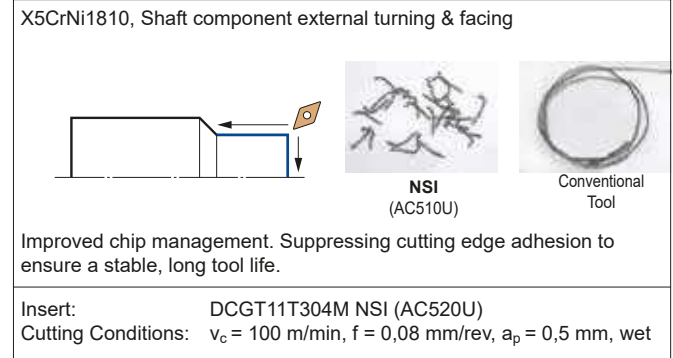 X5CrNi1810, Shaft component external turning & facing
NSI
(AC510U)
Conventional
Tool
Improved chip management. Suppressing cutting edge adhesion to
ensure a stable, long tool life.
Insert: DCGT11T304M NSI (AC520U)
Cutting Conditions: vc = 100 m/min, f = 0,08 mm/rev, ap = 0,5 mm, wet